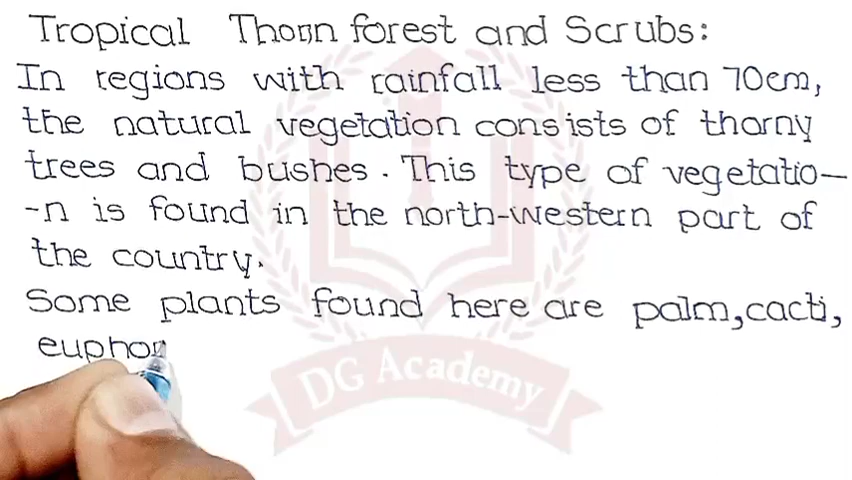 Tropical Thorn forest and Scrubs:
In regions with rainfall less than 70cm,
the natural vegetation consists of thorny
trees and bushes. This type of vegetatio-
-n is found in the north-western part of
the country.
Some plants found here are palm, cacti,
euphor
DG Academy